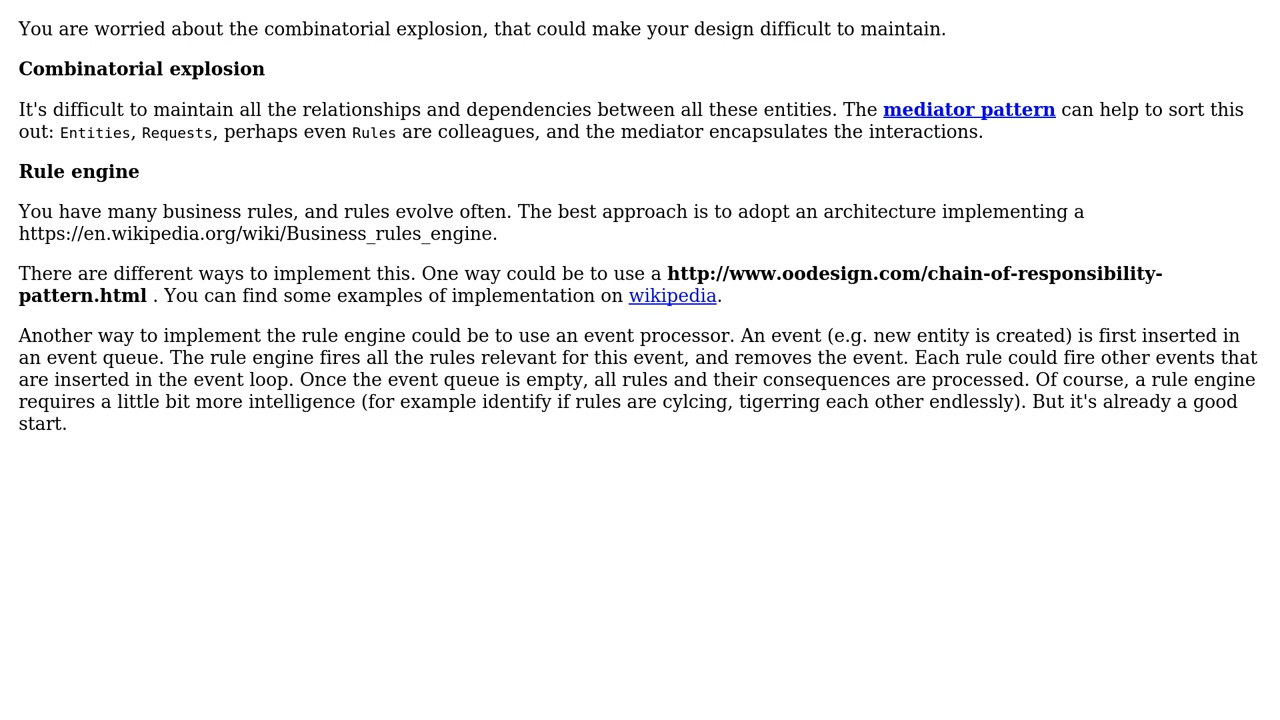 You are worried about the combinatorial explosion, that could make your design difficult to maintain.
Combinatorial explosion
It's difficult to maintain all the relationships and dependencies between all these entities. The mediator pattern can help to sort this
out: Entities, Requests, perhaps even Rules are colleagues, and the mediator encapsulates the interactions.
Rule engine
You have many business rules, and rules evolve often. The best approach is to adopt an architecture implementing a
https://en.wikipedia.org/wiki/Business_rules_engine.
There are different ways to implement this. One way could be to use a http://www.oodesign.com/chain-of-responsibility-
pattern.html . You can find some examples of implementation on wikipedia.
Another way to implement the rule engine could be to use an event processor. An event (e.g. new entity is created) is first inserted in
an event queue. The rule engine fires all the rules relevant for this event, and removes the event. Each rule could fire other events that
are inserted in the event loop. Once the event queue is empty, all rules and their consequences are processed. Of course, a rule engine
requires a little bit more intelligence (for example identify if rules are cylcing, tigerring each other endlessly). But it's already a good
start.